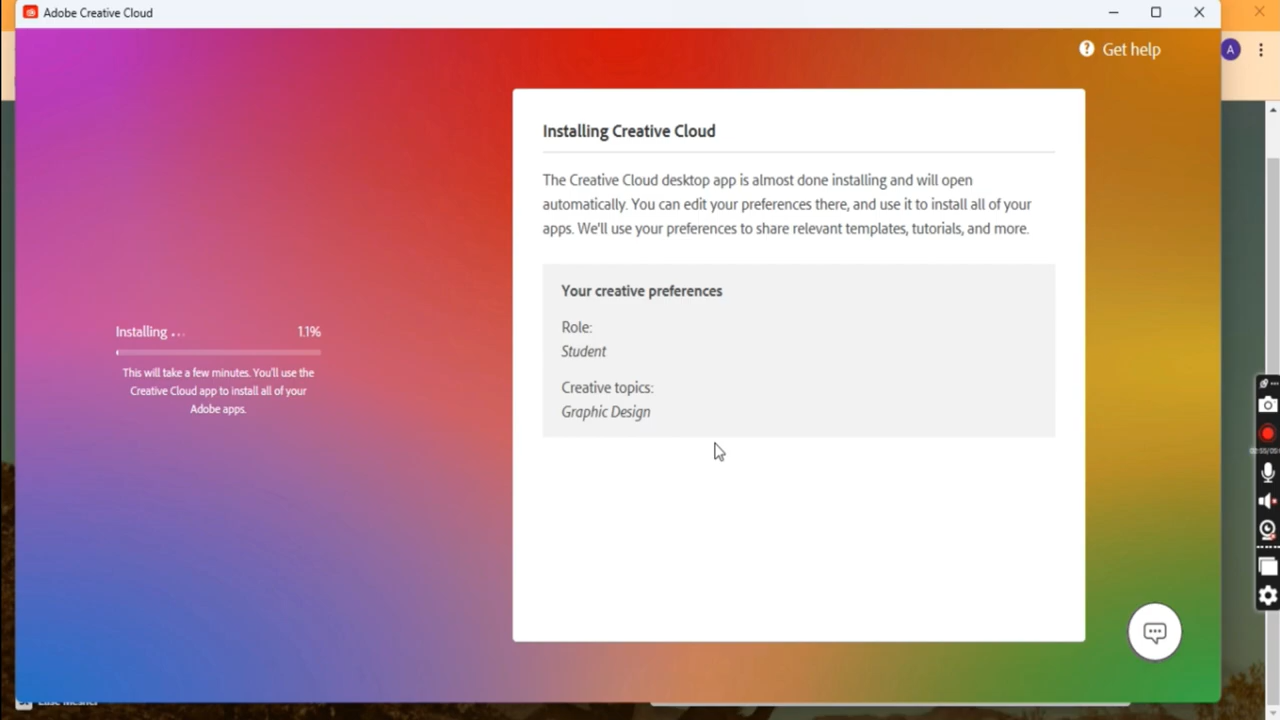 Adobe Creative Cloud
Get help
A
Installing Creative Cloud
The Creative Cloud desktop app is almost done installing and will open
automatically. You can edit your preferences there, and use it to install all of your
apps. We'll use your preferences to share relevant templates, tutorials, and more.
Your creative preferences
Role:
Student
Creative topics:
Graphic Design
Installing ...
1.1%
This will take a few minutes. You'll use the
Creative Cloud app to install all of your
Adobe apps.